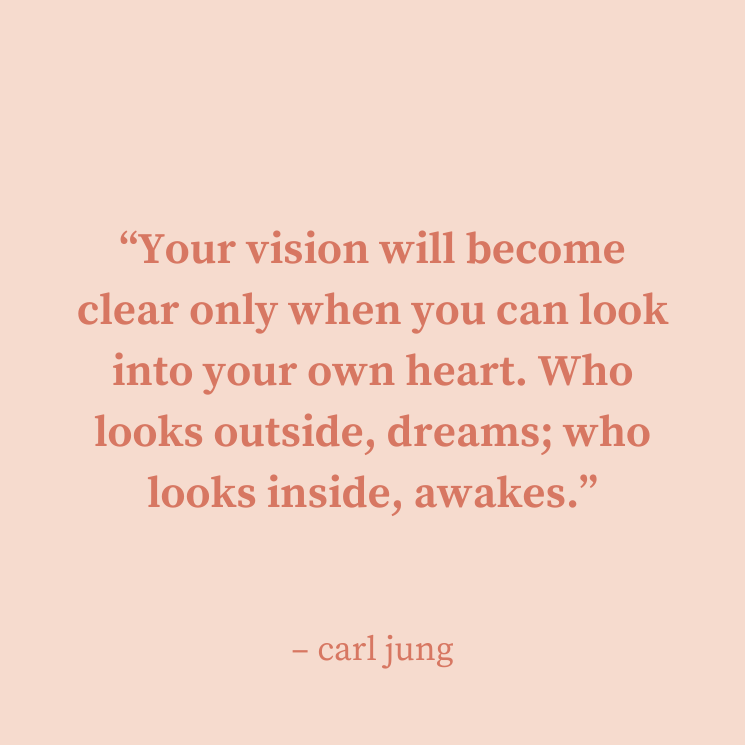 “Your vision will become
clear only when you can look
into your own heart. Who
looks outside, dreams; who
looks inside, awakes.”
– carl jung